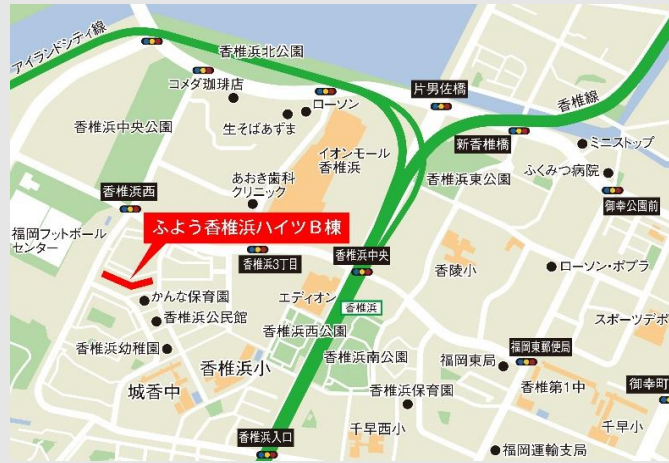 アイランドシティ線
香椎浜北公園
コメダ珈琲店
片男佐橋
香椎線
ローソン
生そばあずま
香椎浜中央公園
イオンモール
香椎浜
新香椎橋
ミニストップ
ふくみつ病院
あおき歯科
クリニック
香椎浜東公園
香椎浜西
御幸公園前
ふよう香椎浜ハイツB棟
福岡フットボール
センター
香椎浜3丁目
香椎浜中央
香陵小
ローソン・ポプラ
かんな保育園
エディオン
香椎浜
香椎浜公民館
スポーツデポ
香椎浜西公園
香椎浜幼稚園
香椎浜南公園
福岡東局
福岡東郵便局
香椎浜小
城香中
香椎浜保育園
香椎第1中
御幸町
香椎浜入口
千早西小
千早小
福岡運輸支局